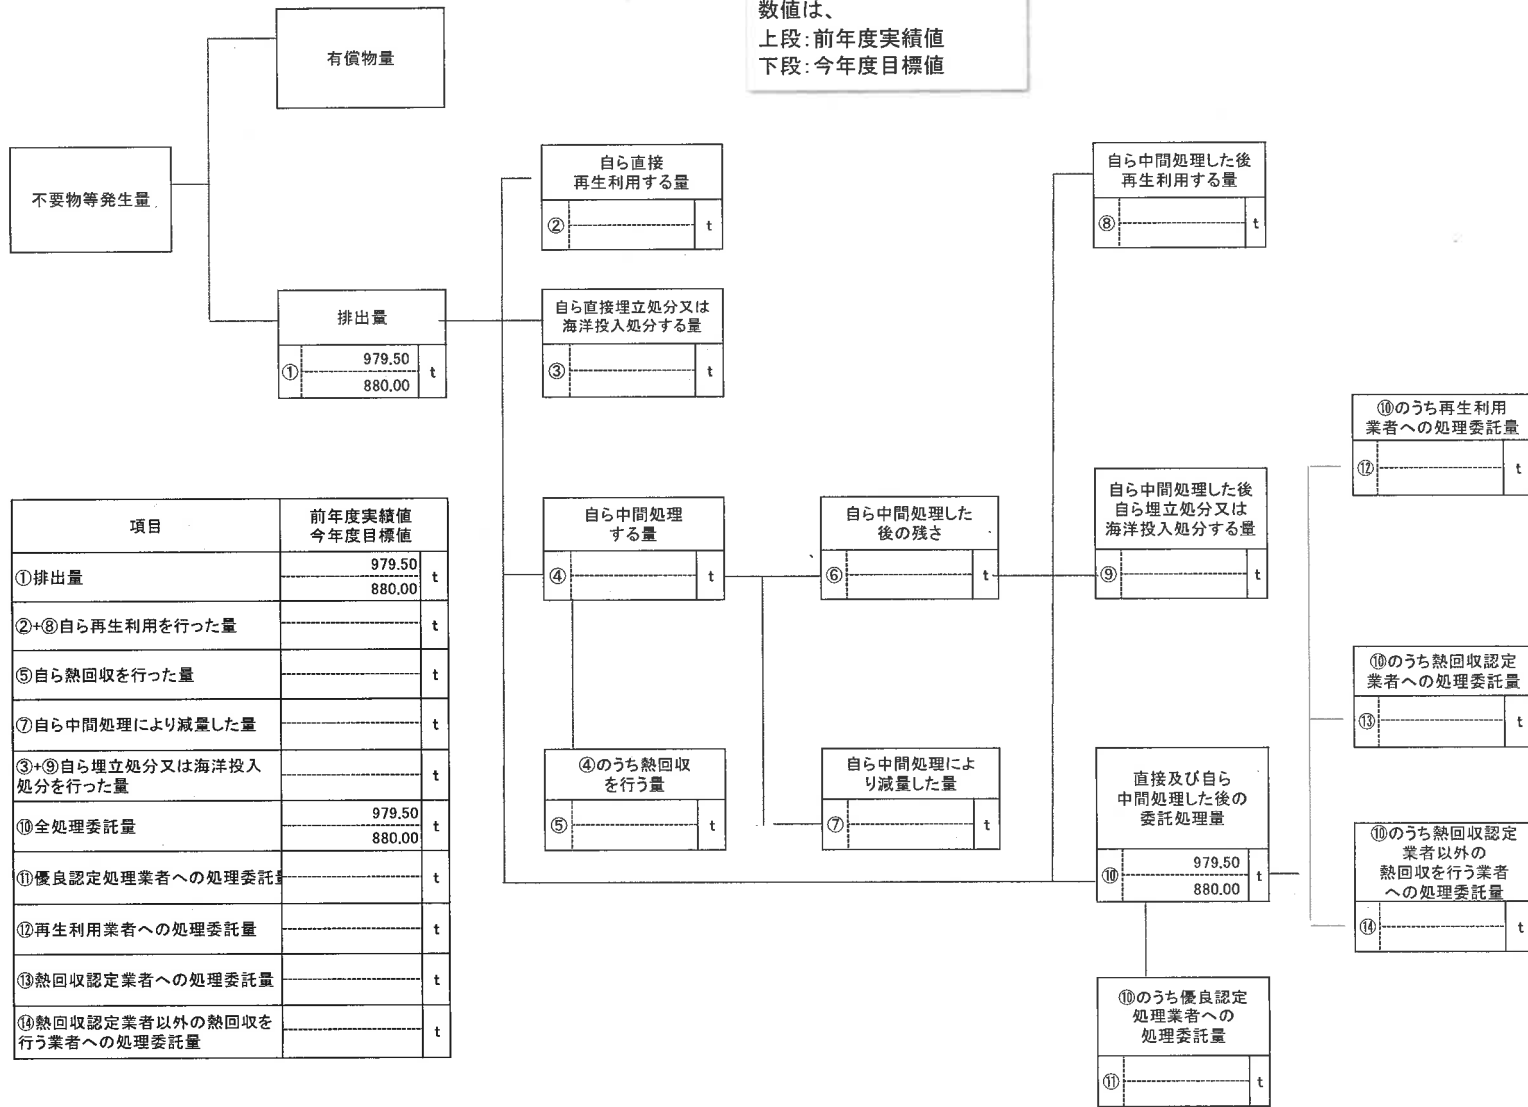 数値は、
上段：前年度実績値
下段：今年度目標値
有償物量
不要物等発生量
排出量
① 979.50 t
880.00
自ら直接
再生利用する量
② t
自ら直接埋立処分又は
海洋投入処分する量
③ t
自ら中間処理
する量
④ t
④のうち熱回収
を行う量
⑤ t
自ら中間処理した
後の残さ
⑥ t
自ら中間処理によ
り減量した量
⑦ t
自ら中間処理した後
再生利用する量
⑧ t
自ら中間処理した後
自ら埋立処分又は
海洋投入処分する量
⑨ t
直接及び自ら
中間処理した後の
委託処理量
⑩ 979.50 t
880.00
⑩のうち優良認定
処理業者への
処理委託量
⑪ t
⑩のうち再生利用
業者への処理委託量
⑫ t
⑩のうち熱回収認定
業者への処理委託量
⑬ t
⑩のうち熱回収認定
業者以外の
熱回収を行う業者
への処理委託量
⑭ t
項目 前年度実績値
今年度目標値
①排出量 979.50 t
880.00
②+⑧自ら再生利用を行った量 t
⑤自ら熱回収を行った量 t
⑦自ら中間処理により減量した量 t
③+⑨自ら埋立処分又は海洋投入
処分を行った量 t
⑩全処理委託量 979.50 t
880.00
⑪優良認定処理業者への処理委託量 t
⑫再生利用業者への処理委託量 t
⑬熱回収認定業者への処理委託量 t
⑭熱回収認定業者以外の熱回収を
行う業者への処理委託量 t